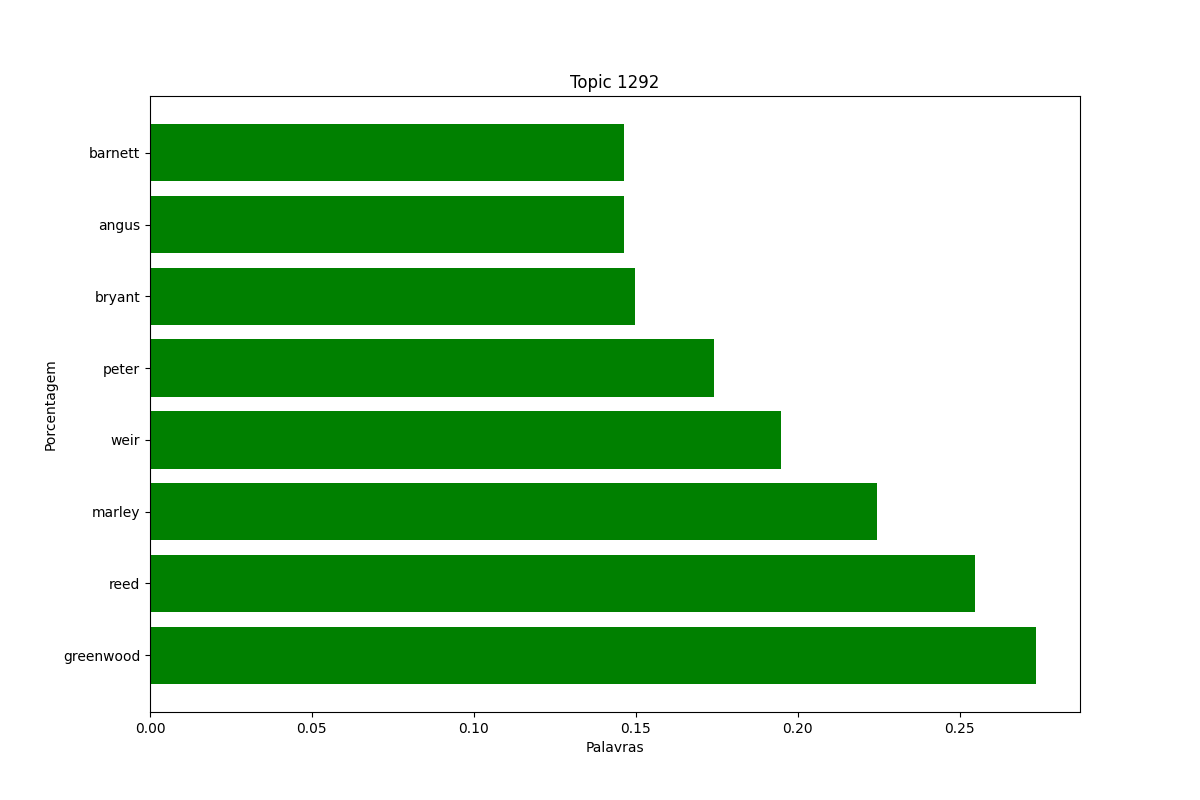 Topic 1292
barnett
angus
bryant
peter
weir
marley
reed
greenwood
Porcentagem
0.00 0.05 0.10 0.15 0.20 0.25
Palavras